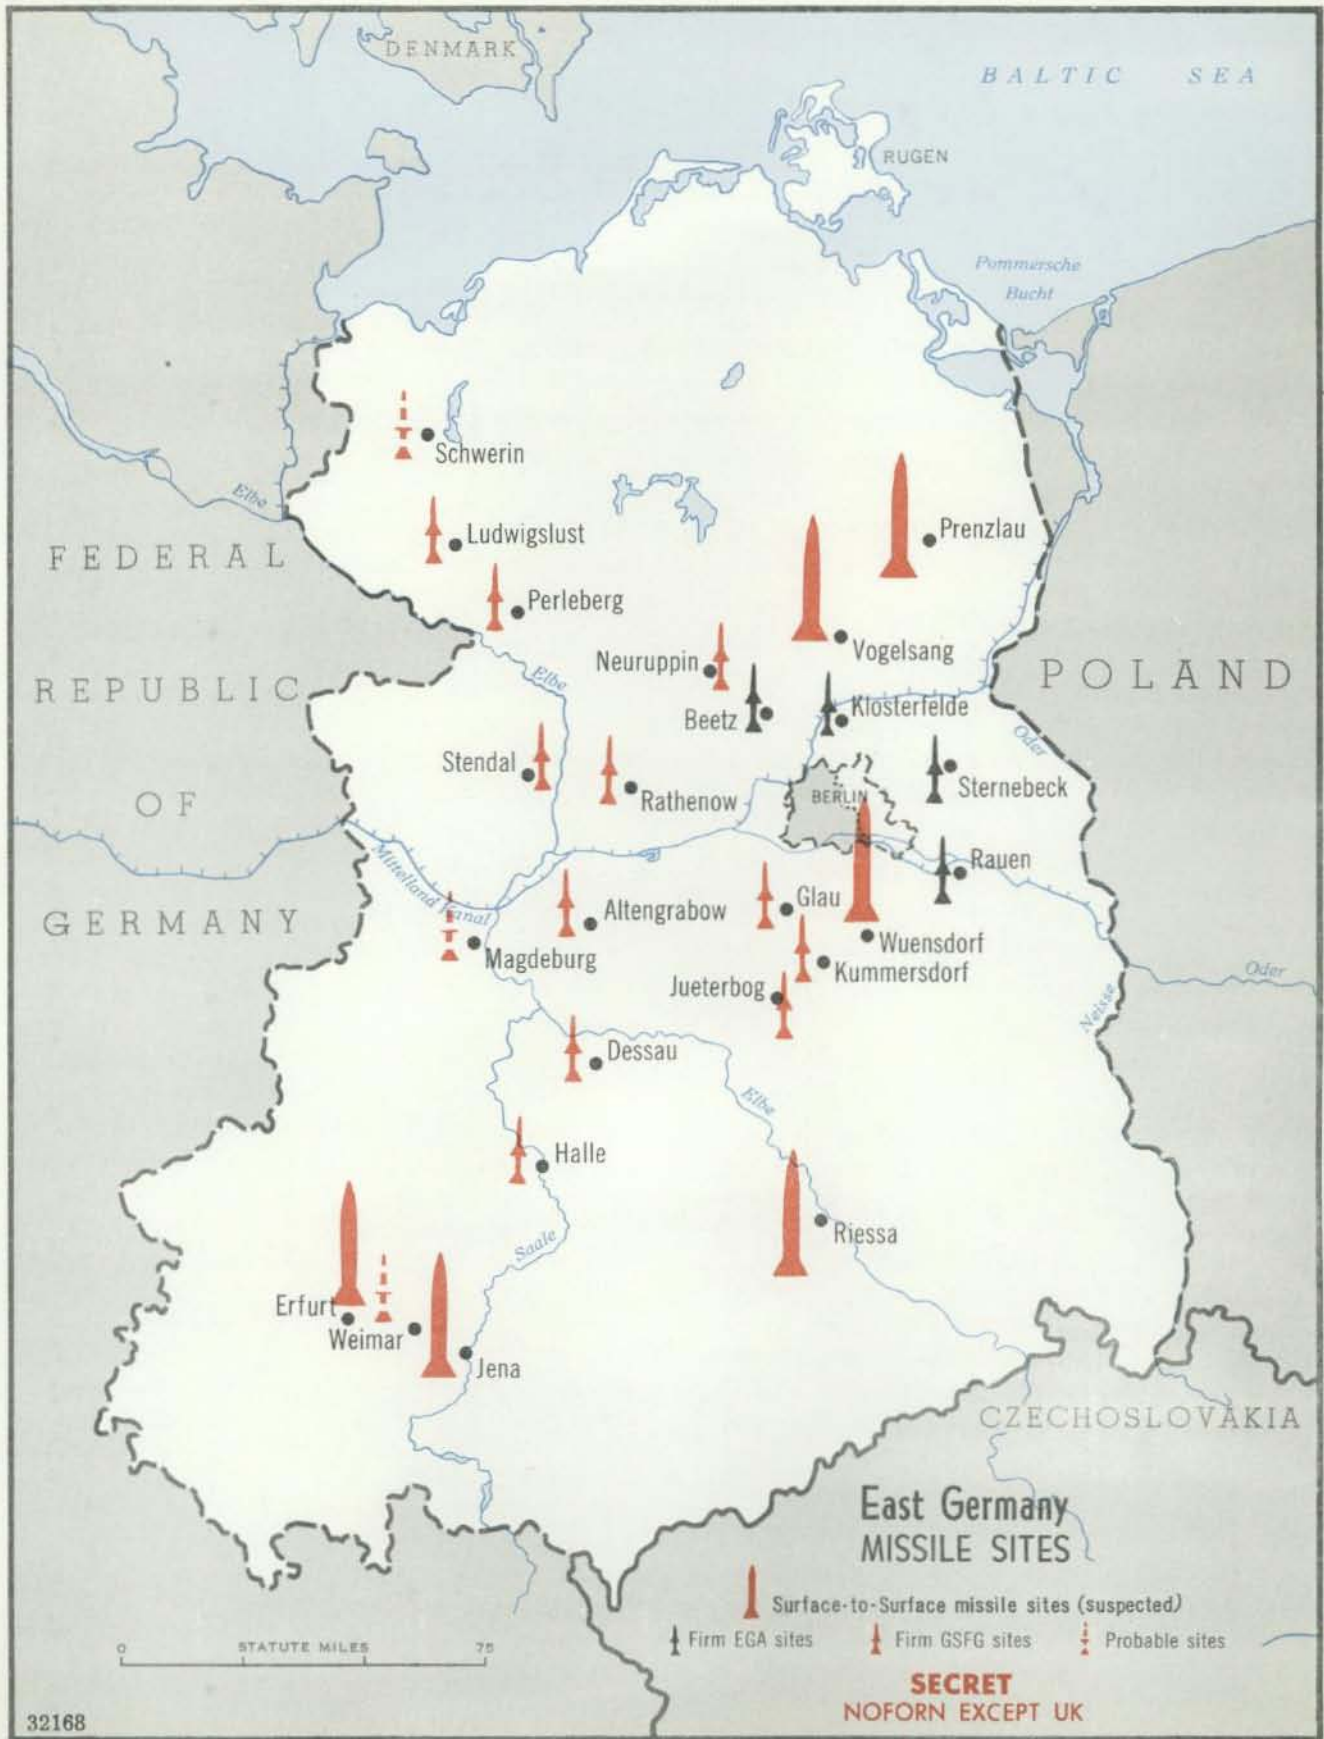 DENMARK
BALTIC SEA
RUGEN
Pommersche
Bucht
Schwerin
Elbe
Ludwigslust
Prenzlau
FEDERAL
Perleberg
Vogelsang
Neuruppin
POLAND
REPUBLIC
Elbe
Beetz
Klosterfelde
Oder
Stendal
Sternebeck
Rathenow
BERLIN
OF
Mittelland Kanal
Rauen
Glau
Altengrabow
GERMANY
Wuensdorf
Magdeburg
Kummersdorf
Oder
Jueterbog
Neisse
Dessau
Elbe
Halle
Riessa
Saale
Erfurt
Weimar
Jena
CZECHOSLOVAKIA
East Germany
MISSILE SITES
Surface-to-Surface missile sites (suspected)
Firm EGA sites Firm GSFG sites Probable sites
0 STATUTE MILES 75
SECRET
NOFORN EXCEPT UK
32168